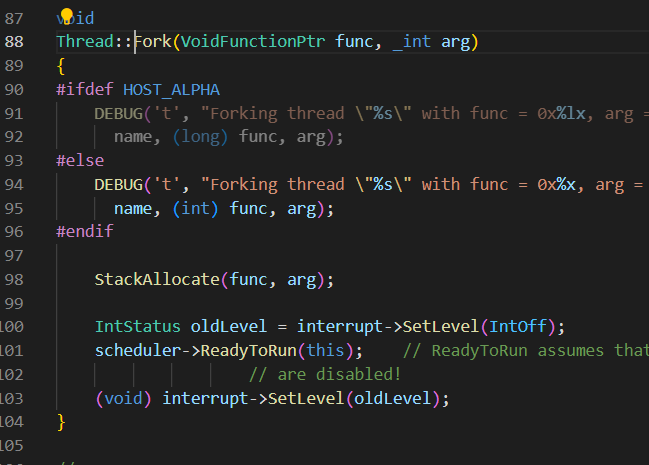 87 void
88 Thread::Fork(VoidFunctionPtr func, _int arg)
89 {
90 #ifdef HOST_ALPHA
91 DEBUG('t', "Forking thread \"%s\" with func = 0x%lx, arg =
92 name, (long) func, arg);
93 #else
94 DEBUG('t', "Forking thread \"%s\" with func = 0x%x, arg =
95 name, (int) func, arg);
96 #endif
97
98 StackAllocate(func, arg);
99
100 IntStatus oldLevel = interrupt->SetLevel(IntOff);
101 scheduler->ReadyToRun(this); // ReadyToRun assumes that
102 // are disabled!
103 (void) interrupt->SetLevel(oldLevel);
104 }
105